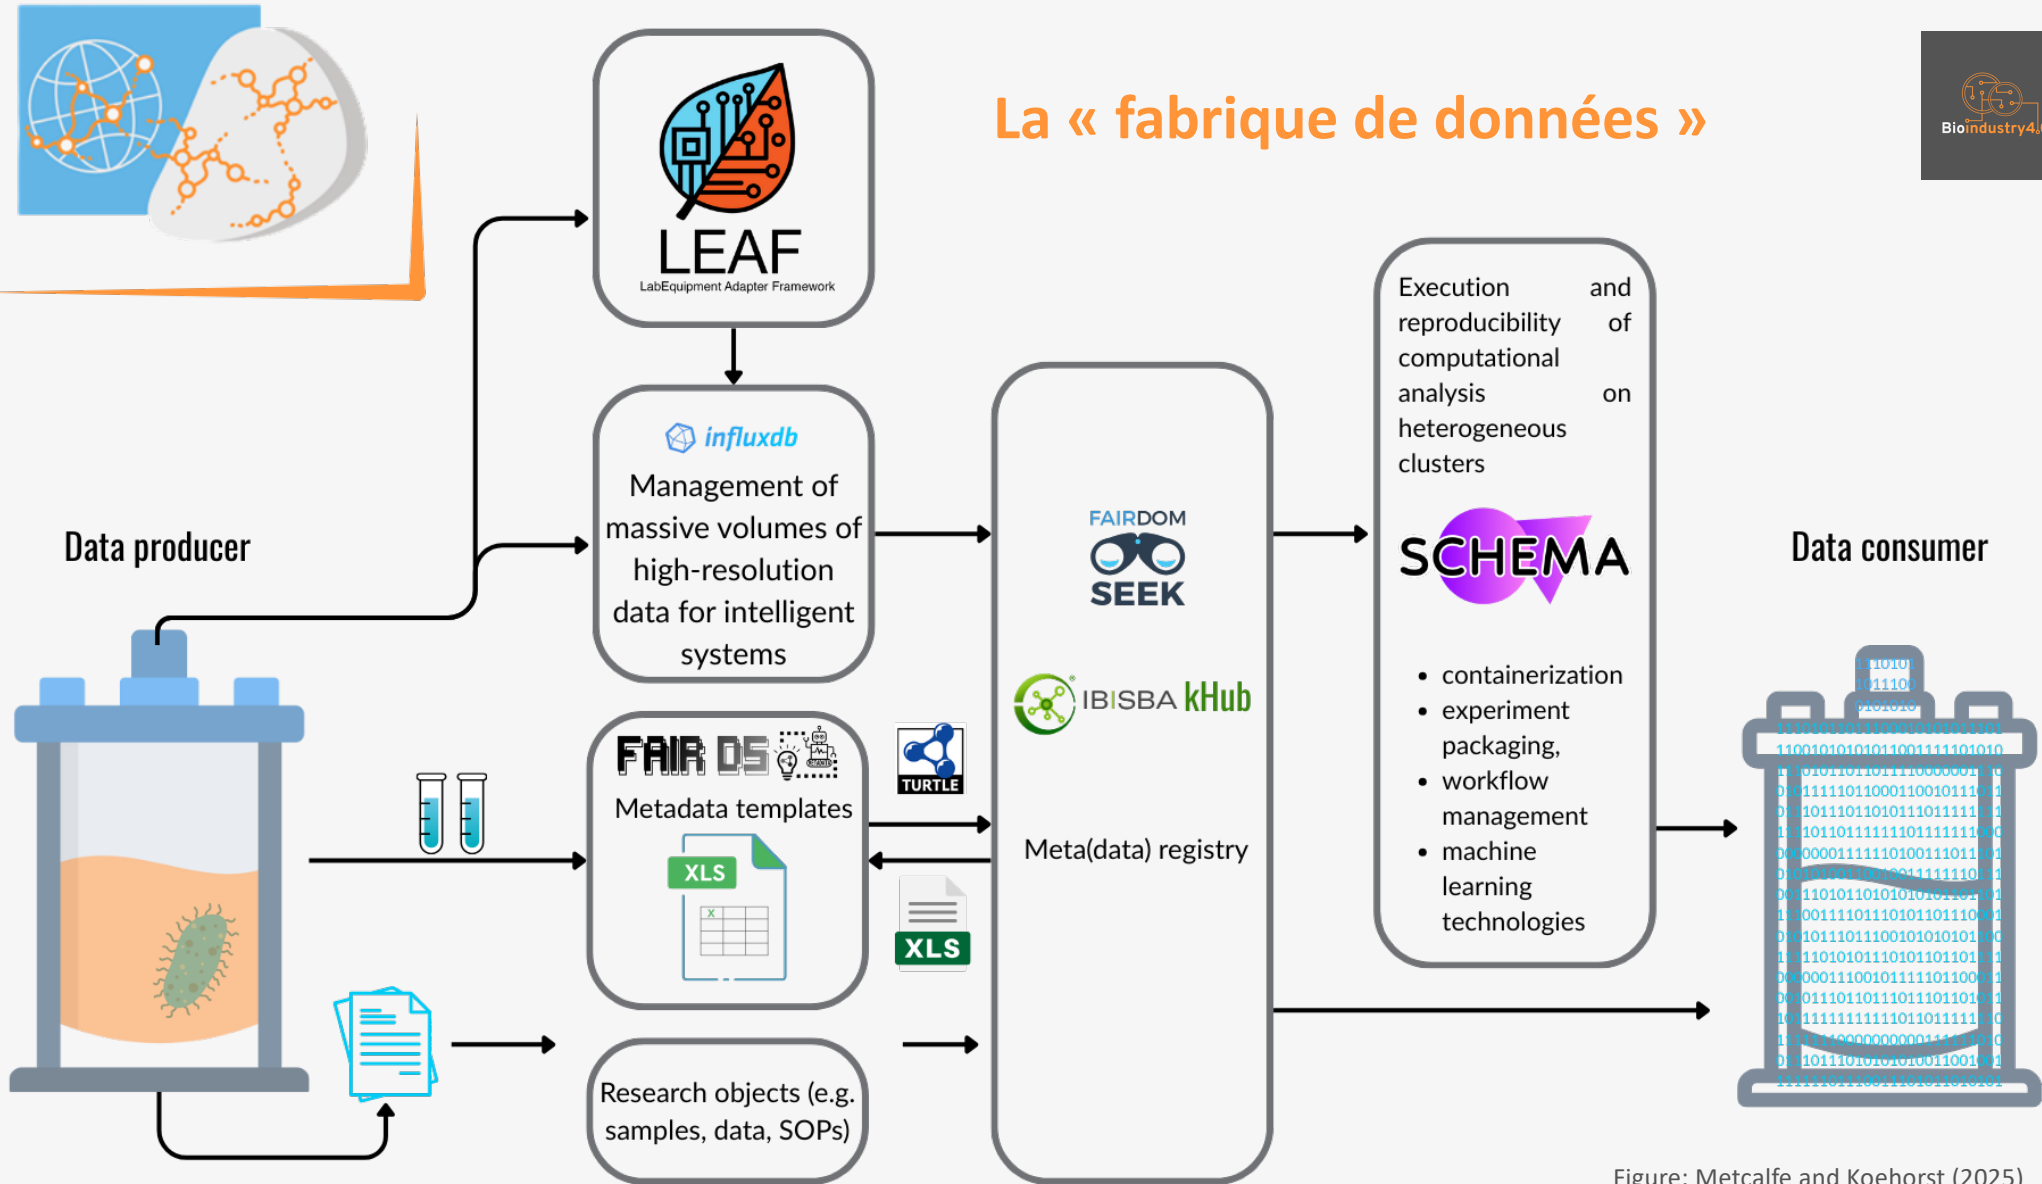 La « fabrique de données »
Bioindustry4.
LEAF
LabEquipment Adapter Framework
influxdb
Management of
massive volumes of
high-resolution
data for intelligent
systems
Data producer
FAIR DS
Metadata templates
XLS
X
TURTLE
XLS
Research objects (e.g.
samples, data, SOPs)
FAIRDOM
SEEK
IBISBA kHub
Meta(data) registry
Execution and
reproducibility of
computational
analysis on
heterogeneous
clusters
SCHEMA
• containerization
• experiment
packaging,
• workflow
management
• machine
learning
technologies
Data consumer
Figure: Metcalfe and Koehorst (2025)